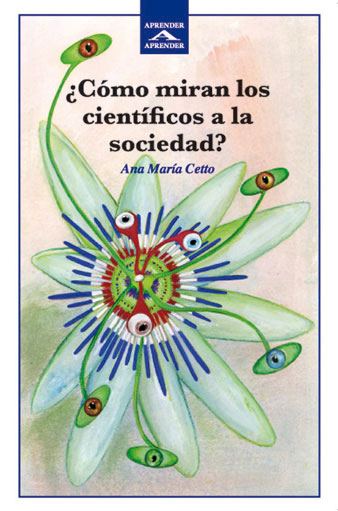 APRENDER
A
APRENDER
¿Cómo miran los
científicos a la
sociedad?
Ana María Cetto